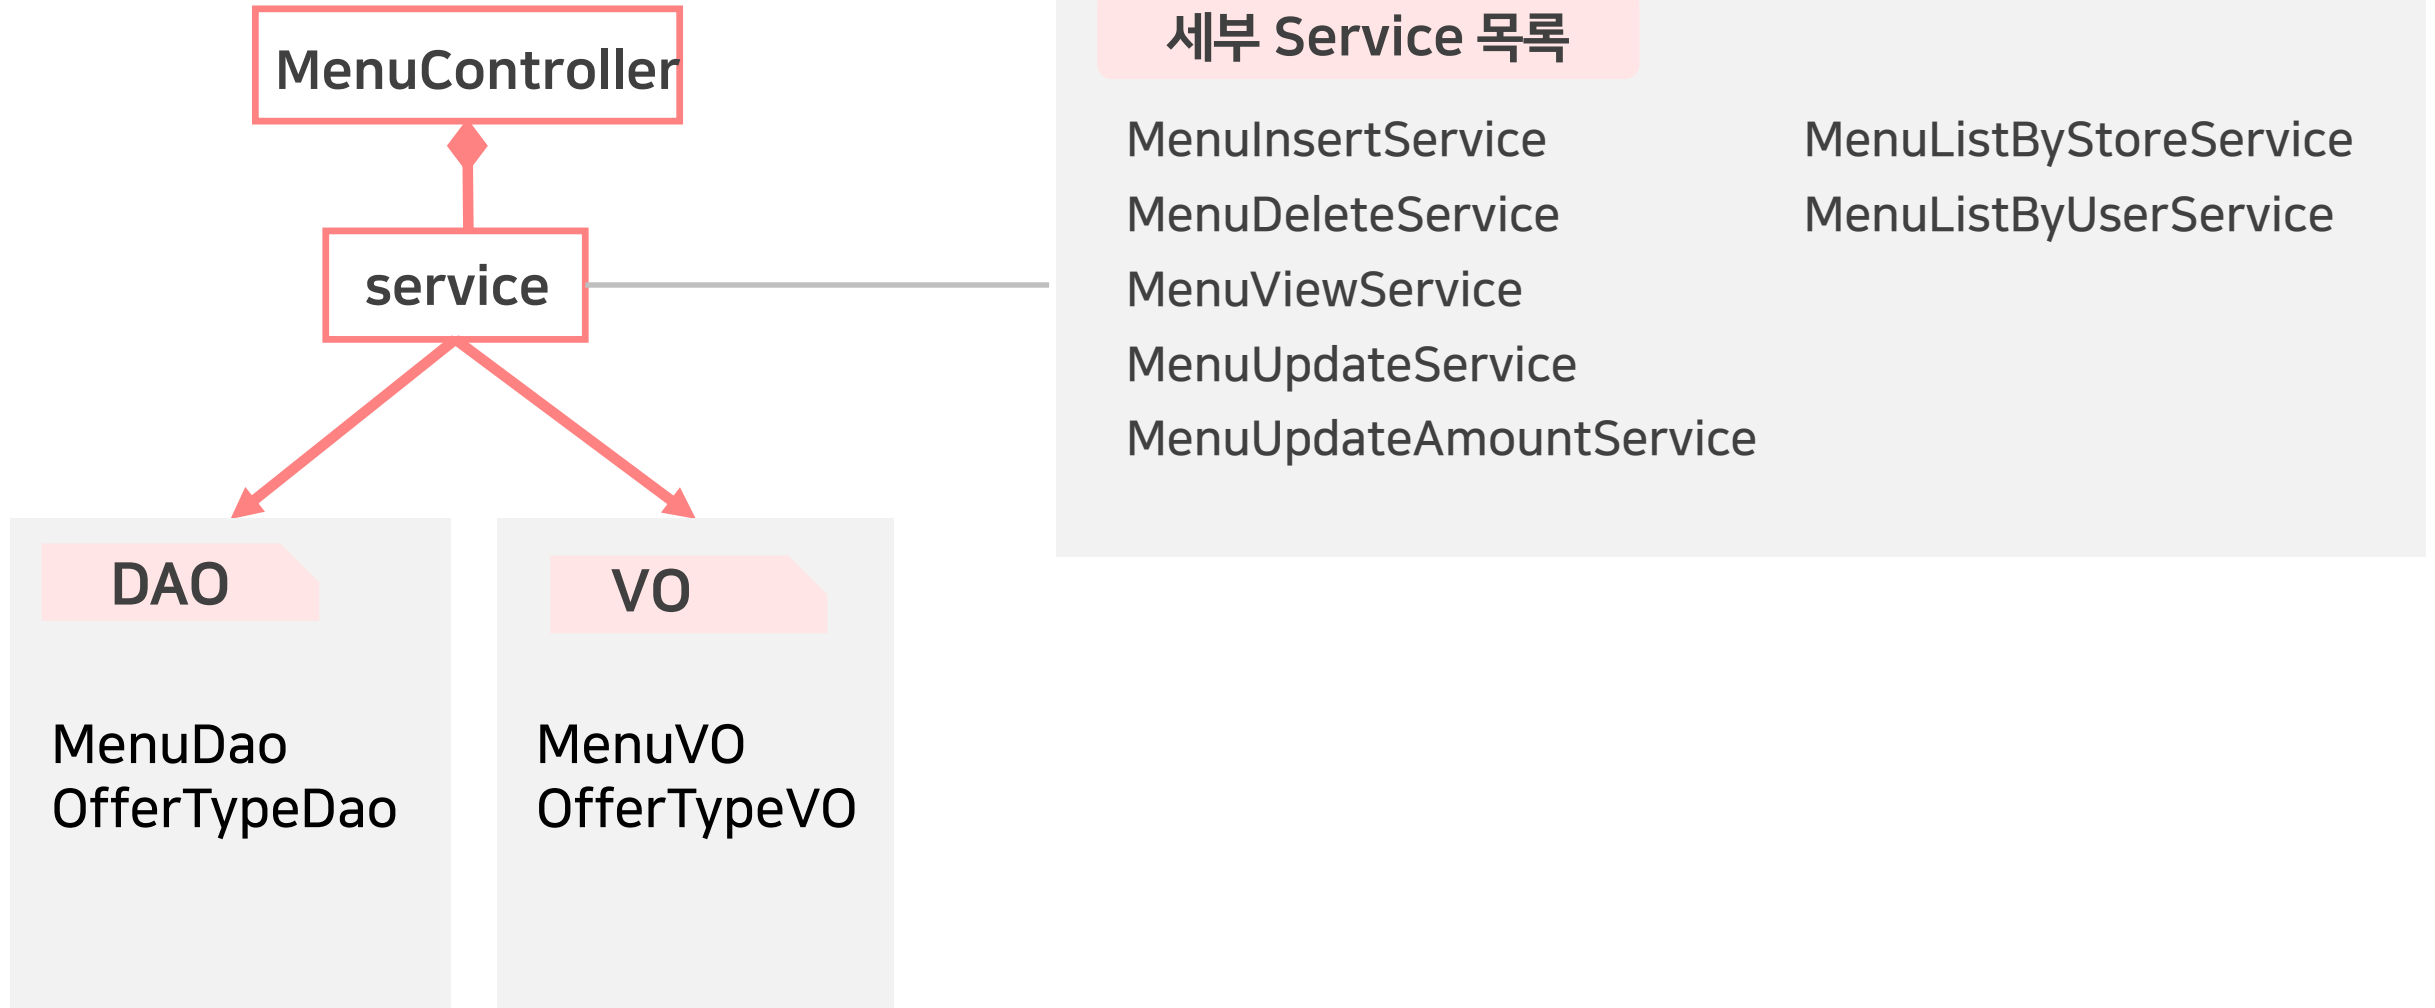 MenuController
service
DAO
MenuDao
OfferTypeDao
VO
MenuVO
OfferTypeVO
세부 Service 목록
MenuInsertService
MenuDeleteService
MenuViewService
MenuUpdateService
MenuUpdateAmountService
MenuListByStoreService
MenuListByUserService